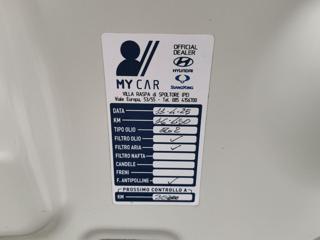 OFFICIAL
DEALER
HYUNDAI
SSANGYONG
MY CAR
VILLA RASPA di SPOLTORE (PE)
Viale Europa, 53/55 - Tel. 085 4156788
DATA
KM
TIPO OLIO
FILTRO OLIO ✓
FILTRO ARIA ✓
FILTRO NAFTA
CANDELE
FRENI
F. ANTIPOLLINE ✓
PROSSIMO CONTROLLO A
KM